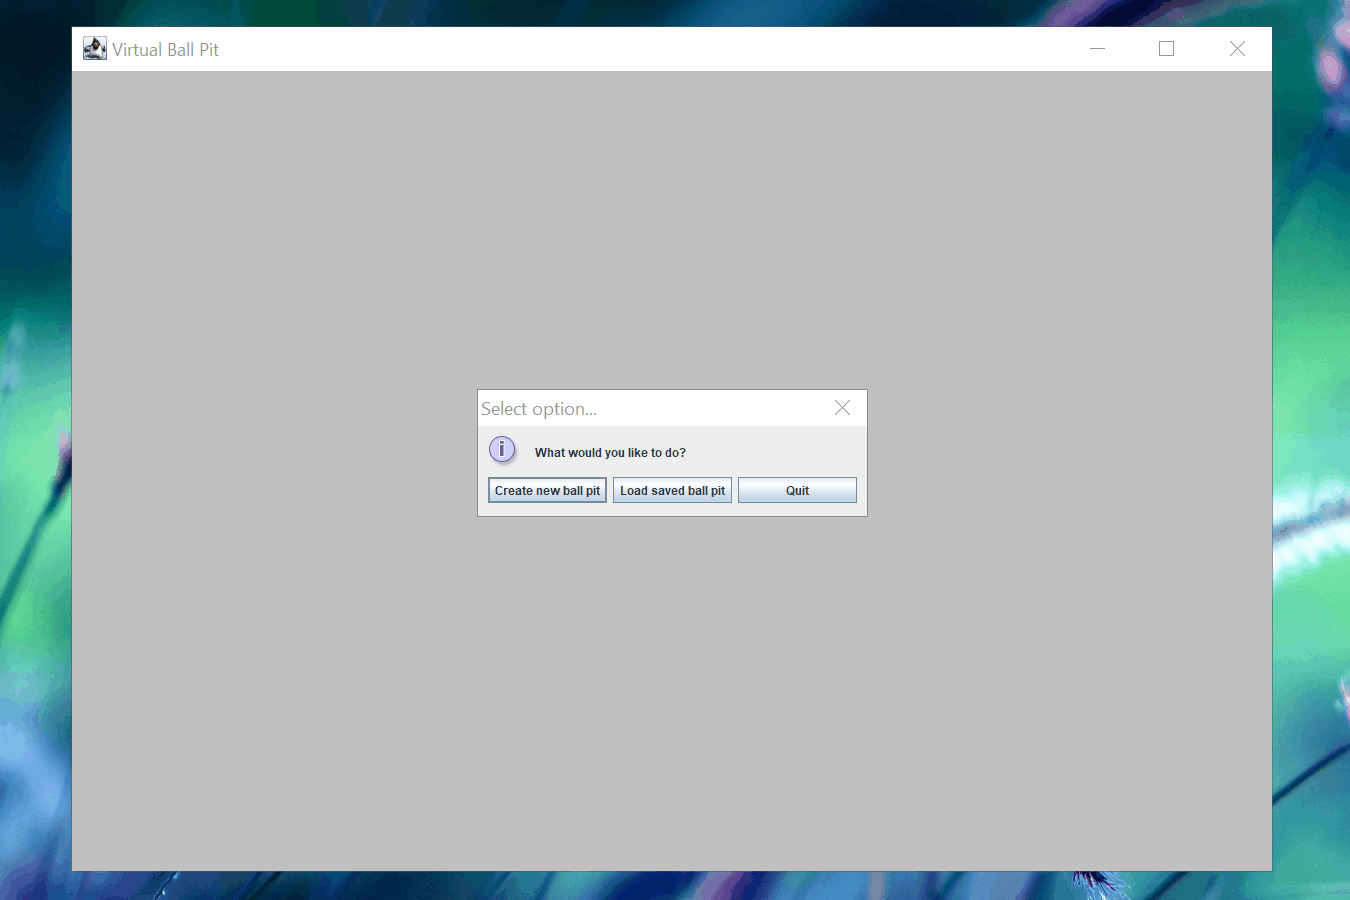 Virtual Ball Pit
Select option...
What would you like to do?
Create new ball pit
Load saved ball pit
Quit